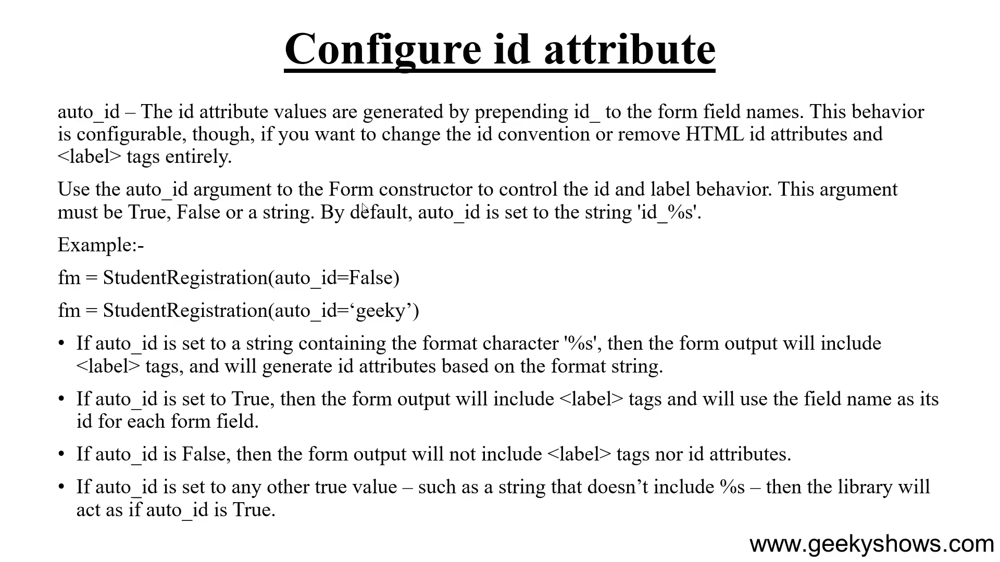 Configure id attribute
auto_id – The id attribute values are generated by prepending id_ to the form field names. This behavior
is configurable, though, if you want to change the id convention or remove HTML id attributes and
<label> tags entirely.
Use the auto_id argument to the Form constructor to control the id and label behavior. This argument
must be True, False or a string. By default, auto_id is set to the string 'id_%s'.
Example:-
fm = StudentRegistration(auto_id=False)
fm = StudentRegistration(auto_id=‘geeky’)
• If auto_id is set to a string containing the format character '%s', then the form output will include
<label> tags, and will generate id attributes based on the format string.
• If auto_id is set to True, then the form output will include <label> tags and will use the field name as its
id for each form field.
• If auto_id is False, then the form output will not include <label> tags nor id attributes.
• If auto_id is set to any other true value – such as a string that doesn’t include %s – then the library will
act as if auto_id is True.
www.geekyshows.com